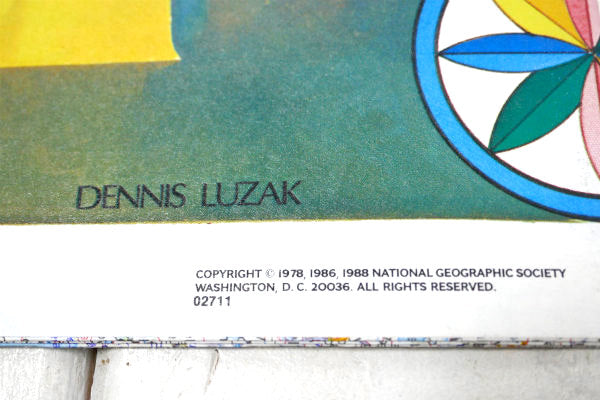 DENNIS LUZAK
COPYRIGHT © 1978, 1986, 1988 NATIONAL GEOGRAPHIC SOCIETY
WASHINGTON, D. C. 20036. ALL RIGHTS RESERVED.
02711